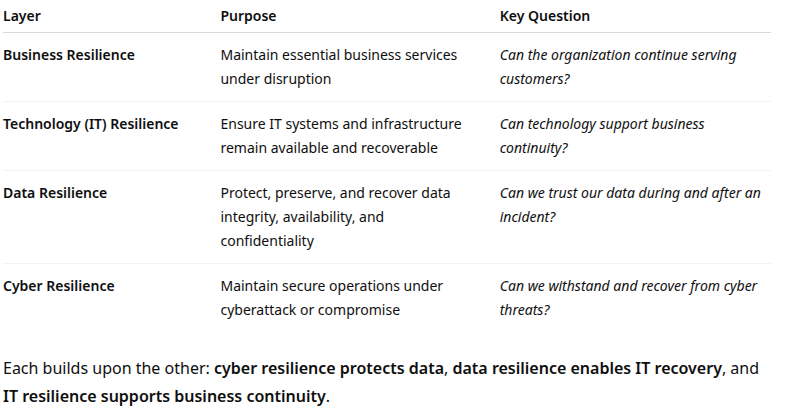 Layer Purpose Key Question
Business Resilience Maintain essential business services Can the organization continue serving
under disruption customers?
Technology (IT) Resilience Ensure IT systems and infrastructure Can technology support business
remain available and recoverable continuity?
Data Resilience Protect, preserve, and recover data Can we trust our data during and after an
integrity, availability, and incident?
confidentiality
Cyber Resilience Maintain secure operations under Can we withstand and recover from cyber
cyberattack or compromise threats?
Each builds upon the other: cyber resilience protects data, data resilience enables IT recovery, and
IT resilience supports business continuity.